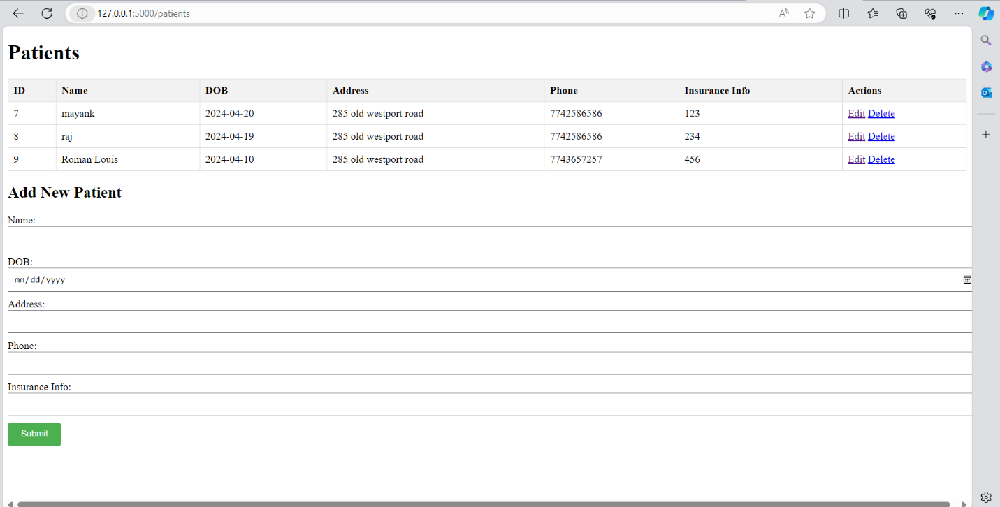 127.0.0.1:5000/patients
Patients
ID Name DOB Address Phone Insurance Info Actions
7 mayank 2024-04-20 285 old westport road 7742586586 123 Edit Delete
8 raj 2024-04-19 285 old westport road 7742586586 234 Edit Delete
9 Roman Louis 2024-04-10 285 old westport road 7743657257 456 Edit Delete
Add New Patient
Name:
DOB:
mm/dd/yyyy
Address:
Phone:
Insurance Info:
Submit